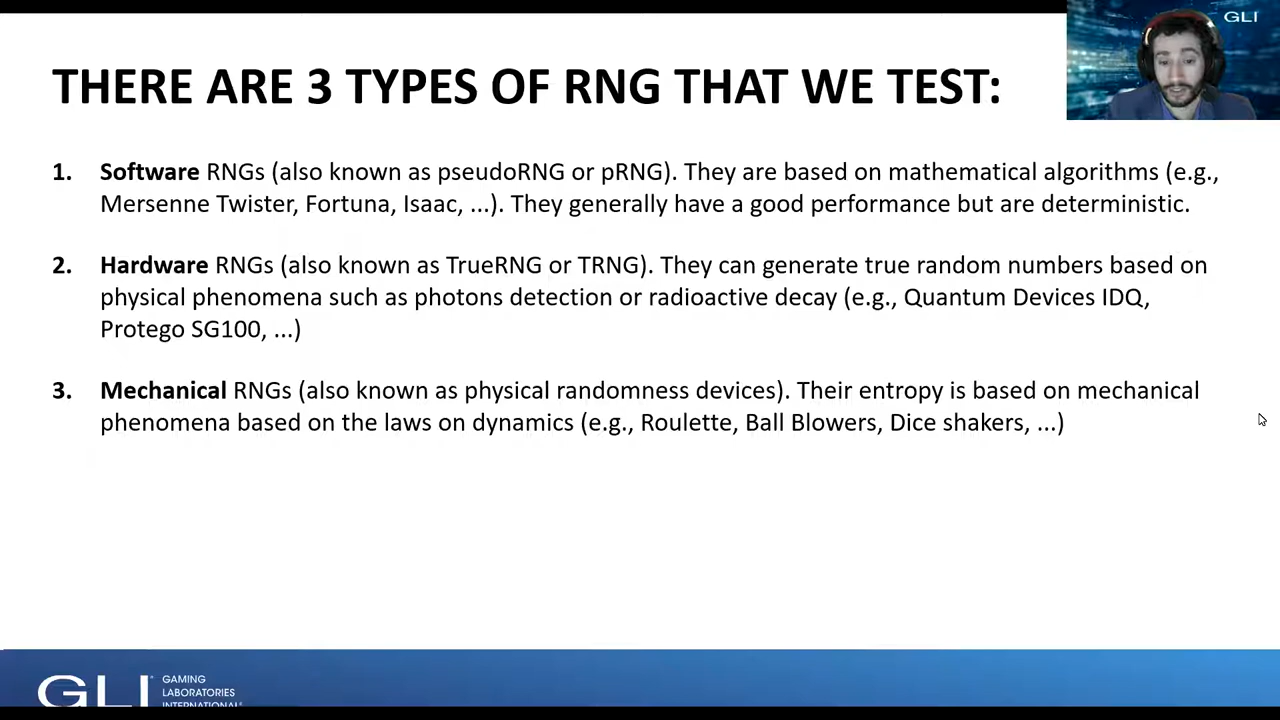 GLI
THERE ARE 3 TYPES OF RNG THAT WE TEST:
1. Software RNGs (also known as pseudoRNG or pRNG). They are based on mathematical algorithms (e.g.,
Mersenne Twister, Fortuna, Isaac, ...). They generally have a good performance but are deterministic.
2. Hardware RNGs (also known as TrueRNG or TRNG). They can generate true random numbers based on
physical phenomena such as photons detection or radioactive decay (e.g., Quantum Devices IDQ,
Protego SG100, ...)
3. Mechanical RNGs (also known as physical randomness devices). Their entropy is based on mechanical
phenomena based on the laws on dynamics (e.g., Roulette, Ball Blowers, Dice shakers, ...)
GLI
GAMING
LABORATORIES
INTERNATIONAL